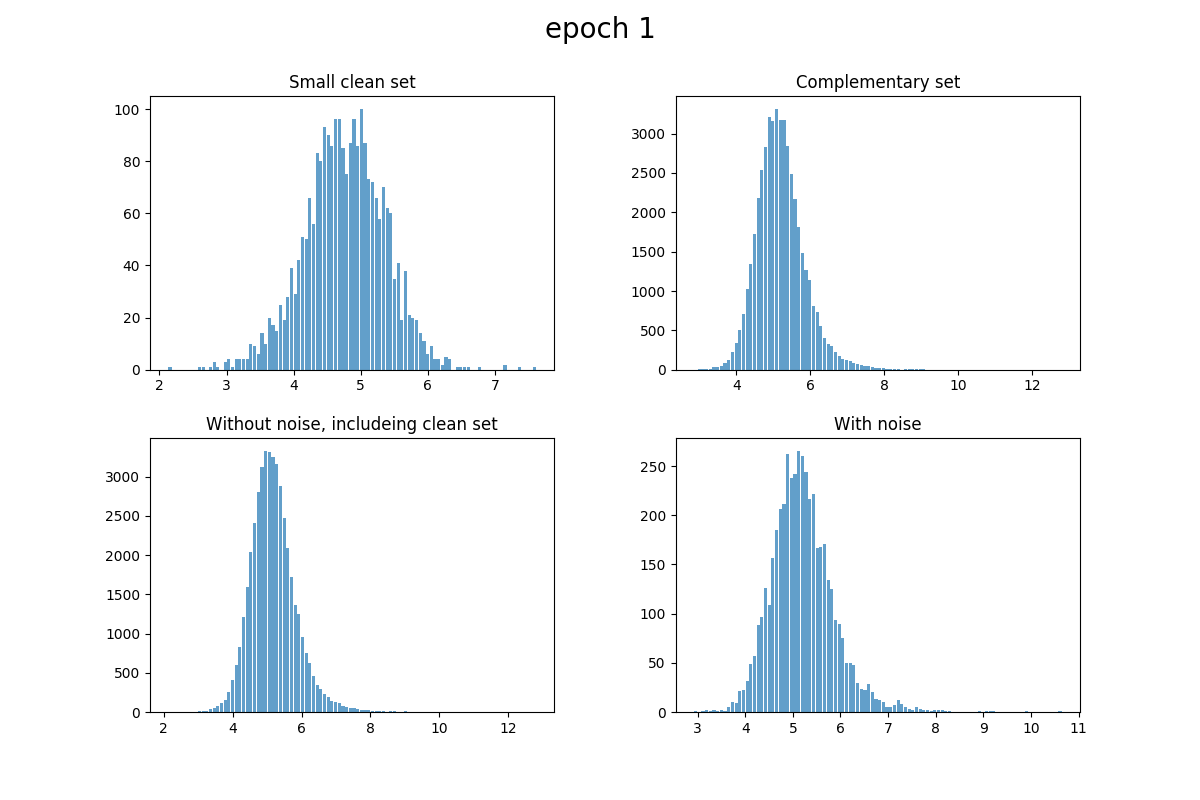 epoch 1
Small clean set
100
80
60
40
20
0
2 3 4 5 6 7
Complementary set
3000
2500
2000
1500
1000
500
0
4 6 8 10 12
Without noise, includeing clean set
3000
2500
2000
1500
1000
500
0
2 4 6 8 10 12
With noise
250
200
150
100
50
0
3 4 5 6 7 8 9 10 11